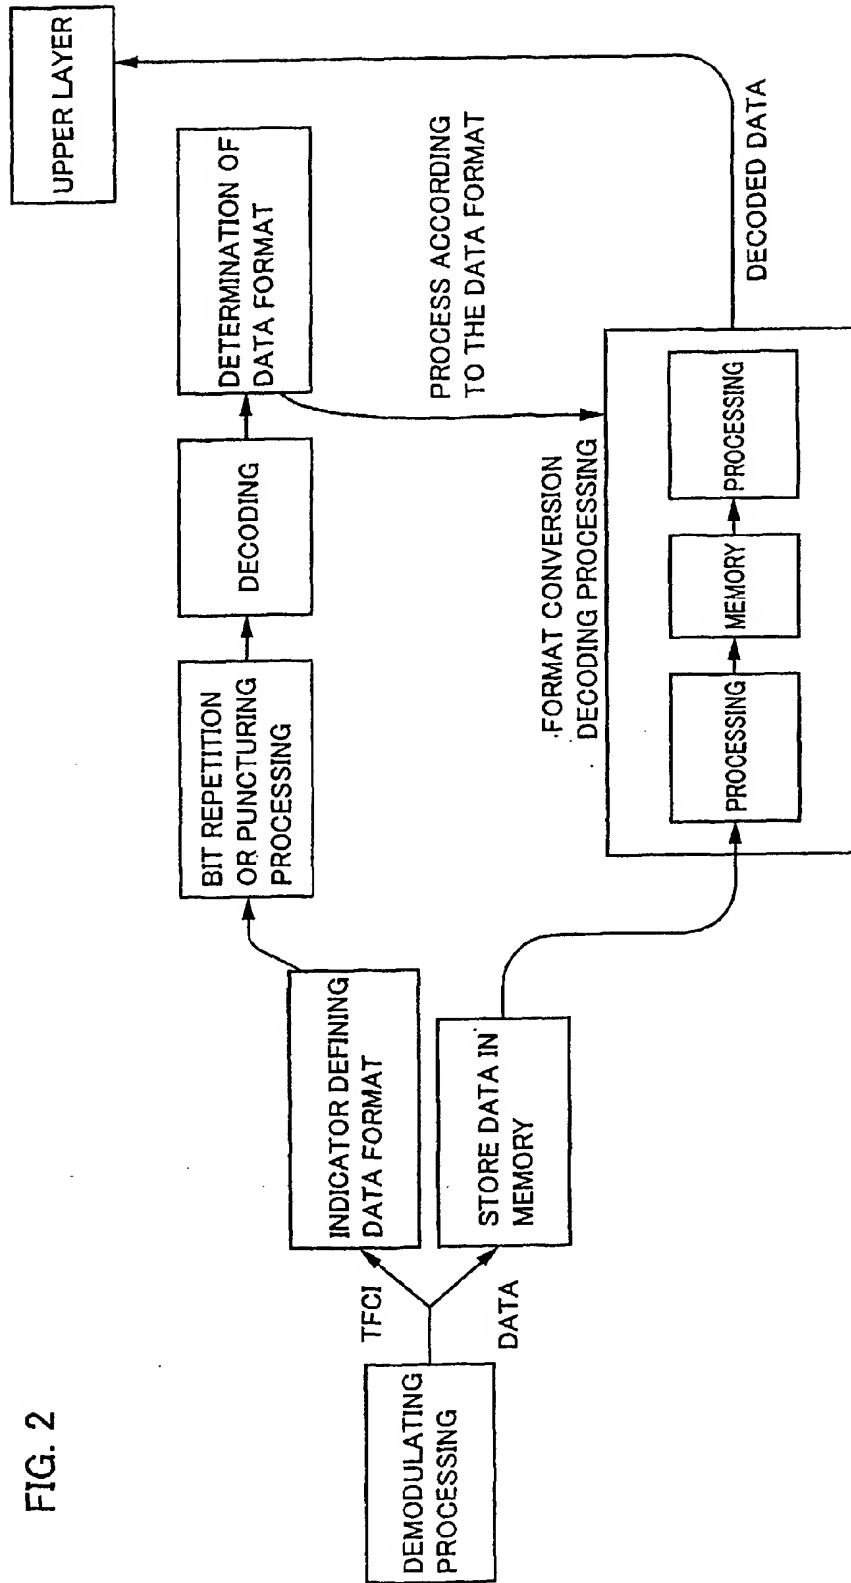 FIG. 2
DEMODULATING
PROCESSING
TFCI
DATA
INDICATOR DEFINING
DATA FORMAT
STORE DATA IN
MEMORY
BIT REPETITION
OR PUNCTURING
PROCESSING
DECODING
DETERMINATION OF
DATA FORMAT
PROCESS ACCORDING
TO THE DATA FORMAT
FORMAT CONVERSION
DECODING PROCESSING
PROCESSING
MEMORY
PROCESSING
DECODED DATA
UPPER LAYER